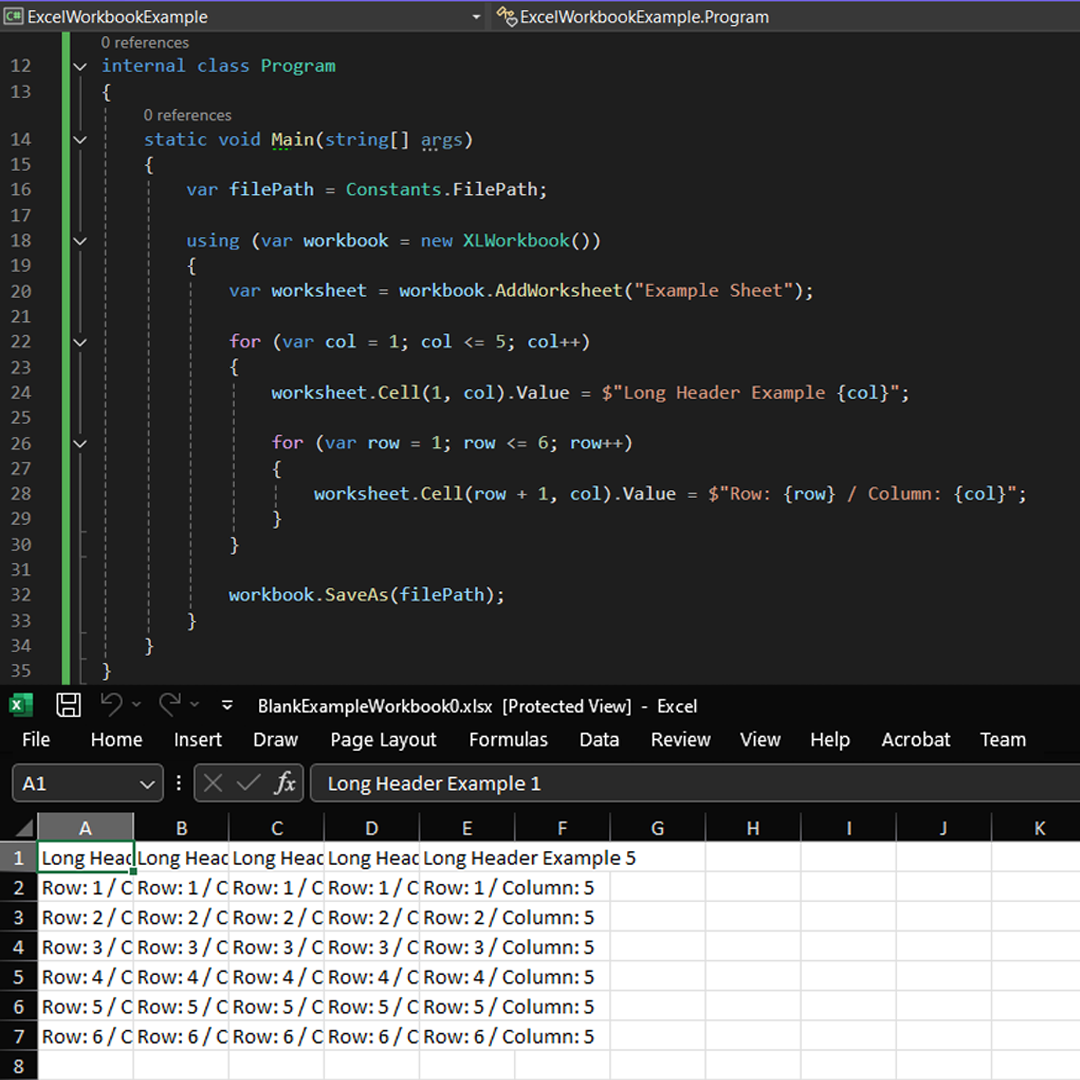 C# ExcelWorkbookExample ExcelWorkbookExample.Program
0 references
12 internal class Program
13 {
0 references
14 static void Main(string[] args)
15 {
16 var filePath = Constants.FilePath;
17
18 using (var workbook = new XLWorkbook())
19 {
20 var worksheet = workbook.AddWorksheet("Example Sheet");
21
22 for (var col = 1; col <= 5; col++)
23 {
24 worksheet.Cell(1, col).Value = $"Long Header Example {col}";
25
26 for (var row = 1; row <= 6; row++)
27 {
28 worksheet.Cell(row + 1, col).Value = $"Row: {row} / Column: {col}";
29 }
30 }
31
32 workbook.SaveAs(filePath);
33 }
34 }
35 }
BlankExampleWorkbook0.xlsx [Protected View] - Excel
File Home Insert Draw Page Layout Formulas Data Review View Help Acrobat Team
A1 fx Long Header Example 1
A B C D E F G H I J K
1 Long Head Long Head Long Head Long Head Long Header Example 5
2 Row: 1 / C Row: 1 / C Row: 1 / C Row: 1 / C Row: 1 / Column: 5
3 Row: 2 / C Row: 2 / C Row: 2 / C Row: 2 / C Row: 2 / Column: 5
4 Row: 3 / C Row: 3 / C Row: 3 / C Row: 3 / C Row: 3 / Column: 5
5 Row: 4 / C Row: 4 / C Row: 4 / C Row: 4 / C Row: 4 / Column: 5
6 Row: 5 / C Row: 5 / C Row: 5 / C Row: 5 / C Row: 5 / Column: 5
7 Row: 6 / C Row: 6 / C Row: 6 / C Row: 6 / C Row: 6 / Column: 5
8